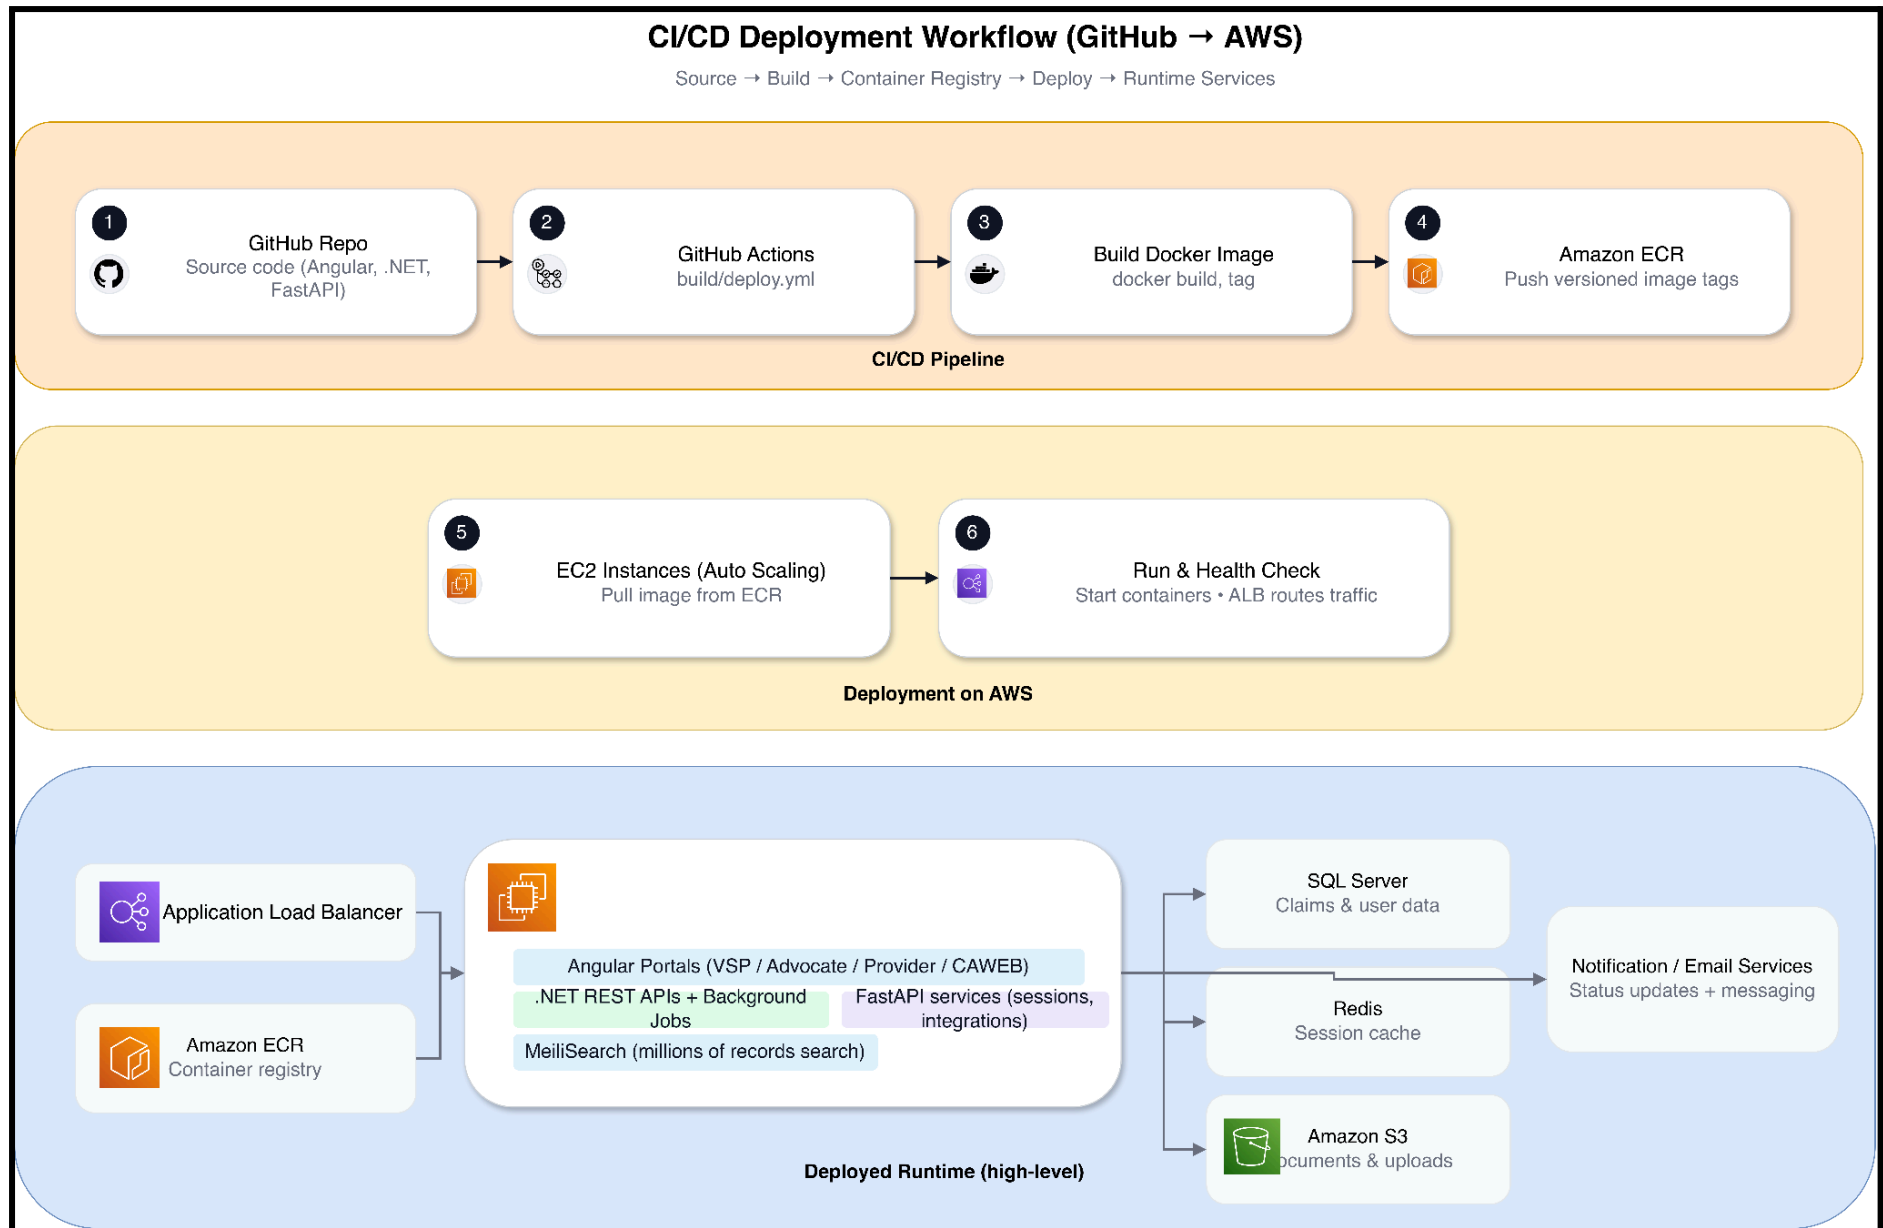 CI/CD Deployment Workflow (GitHub → AWS)
Source → Build → Container Registry → Deploy → Runtime Services
1
GitHub Repo
Source code (Angular, .NET,
FastAPI)
2
GitHub Actions
build/deploy.yml
3
Build Docker Image
docker build, tag
4
Amazon ECR
Push versioned image tags
CI/CD Pipeline
5
EC2 Instances (Auto Scaling)
Pull image from ECR
6
Run & Health Check
Start containers • ALB routes traffic
Deployment on AWS
Application Load Balancer
Amazon ECR
Container registry
Angular Portals (VSP / Advocate / Provider / CAWEB)
.NET REST APIs + Background
Jobs
FastAPI services (sessions,
integrations)
MeiliSearch (millions of records search)
SQL Server
Claims & user data
Redis
Session cache
Amazon S3
ocuments & uploads
Notification / Email Services
Status updates + messaging
Deployed Runtime (high-level)